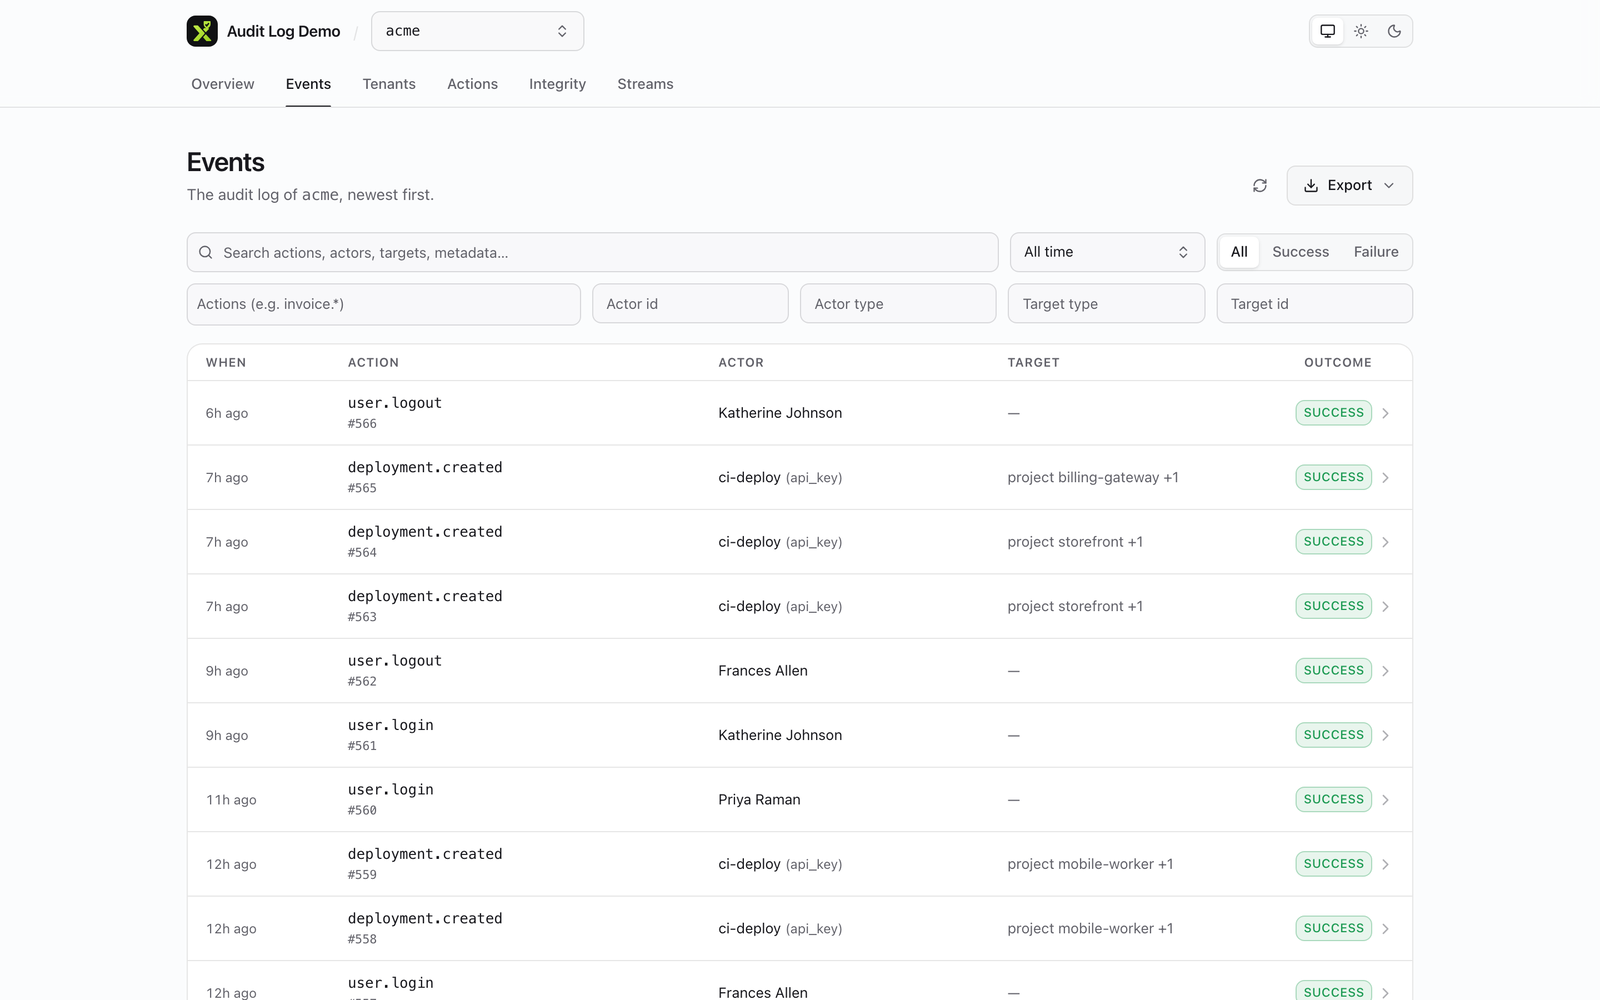 Audit Log Demo / acme
Overview Events Tenants Actions Integrity Streams
Events
The audit log of acme, newest first.
Export
Search actions, actors, targets, metadata...
All time
All Success Failure
Actions (e.g. invoice.*) Actor id Actor type Target type Target id
WHEN ACTION ACTOR TARGET OUTCOME
6h ago user.logout Katherine Johnson — SUCCESS
#566
7h ago deployment.created ci-deploy (api_key) project billing-gateway +1 SUCCESS
#565
7h ago deployment.created ci-deploy (api_key) project storefront +1 SUCCESS
#564
7h ago deployment.created ci-deploy (api_key) project storefront +1 SUCCESS
#563
9h ago user.logout Frances Allen — SUCCESS
#562
9h ago user.login Katherine Johnson — SUCCESS
#561
11h ago user.login Priya Raman — SUCCESS
#560
12h ago deployment.created ci-deploy (api_key) project mobile-worker +1 SUCCESS
#559
12h ago deployment.created ci-deploy (api_key) project mobile-worker +1 SUCCESS
#558
12h ago user.login Frances Allen — SUCCESS